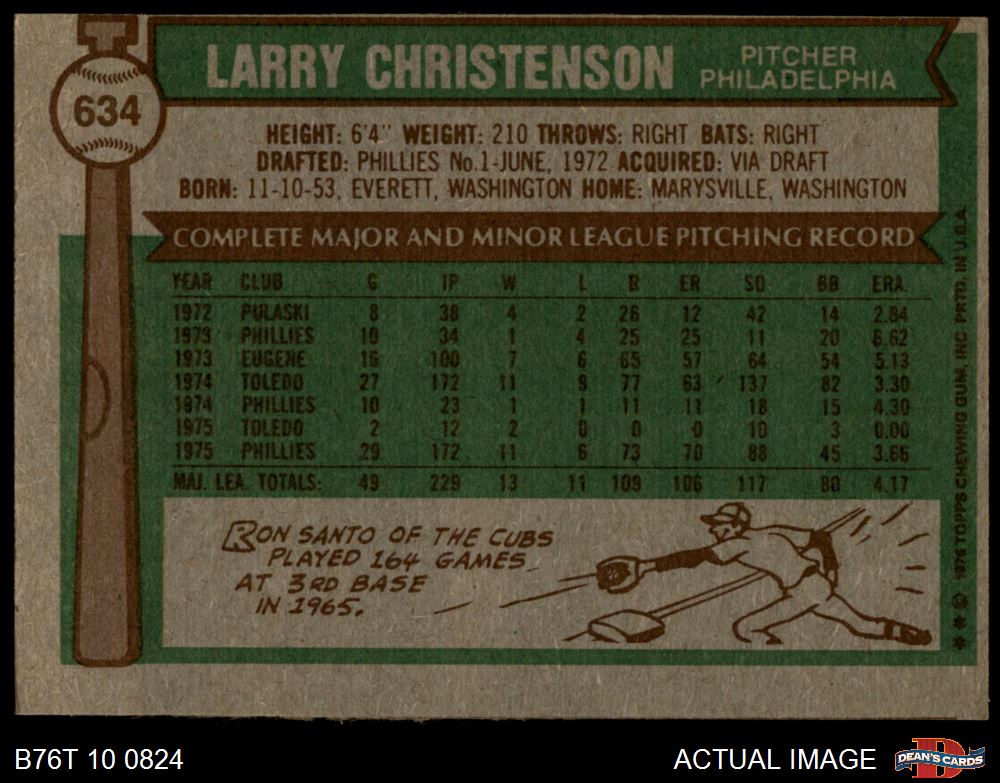 LARRY CHRISTENSON
PITCHER
PHILADELPHIA
634
HEIGHT: 6'4" WEIGHT: 210 THROWS: RIGHT BATS: RIGHT
DRAFTED: PHILLIES No.1-JUNE, 1972 ACQUIRED: VIA DRAFT
BORN: 11-10-53, EVERETT, WASHINGTON HOME: MARYSVILLE, WASHINGTON
COMPLETE MAJOR AND MINOR LEAGUE PITCHING RECORD
YEAR CLUB G IP W L R ER SO BB ERA.
1972 PULASKI 8 38 4 2 26 12 42 14 2.84
1973 PHILLIES 10 34 1 4 25 25 11 20 6.62
1973 EUGENE 16 100 7 6 65 57 64 54 5.13
1974 TOLEDO 27 172 11 9 77 63 137 82 3.30
1974 PHILLIES 10 23 1 1 11 11 18 15 4.30
1975 TOLEDO 2 12 2 0 0 0 10 3 0.00
1975 PHILLIES 29 172 11 6 73 70 88 45 3.66
MAJ. LEA. TOTALS: 49 229 13 11 109 106 117 80 4.17
RON SANTO OF THE CUBS
PLAYED 164 GAMES
AT 3RD BASE
IN 1965.
* * © 1976 TOPPS CHEWING GUM, INC. PRTD. IN U.S.A.
B76T 10 0824
ACTUAL IMAGE
D
DEAN'S CARDS